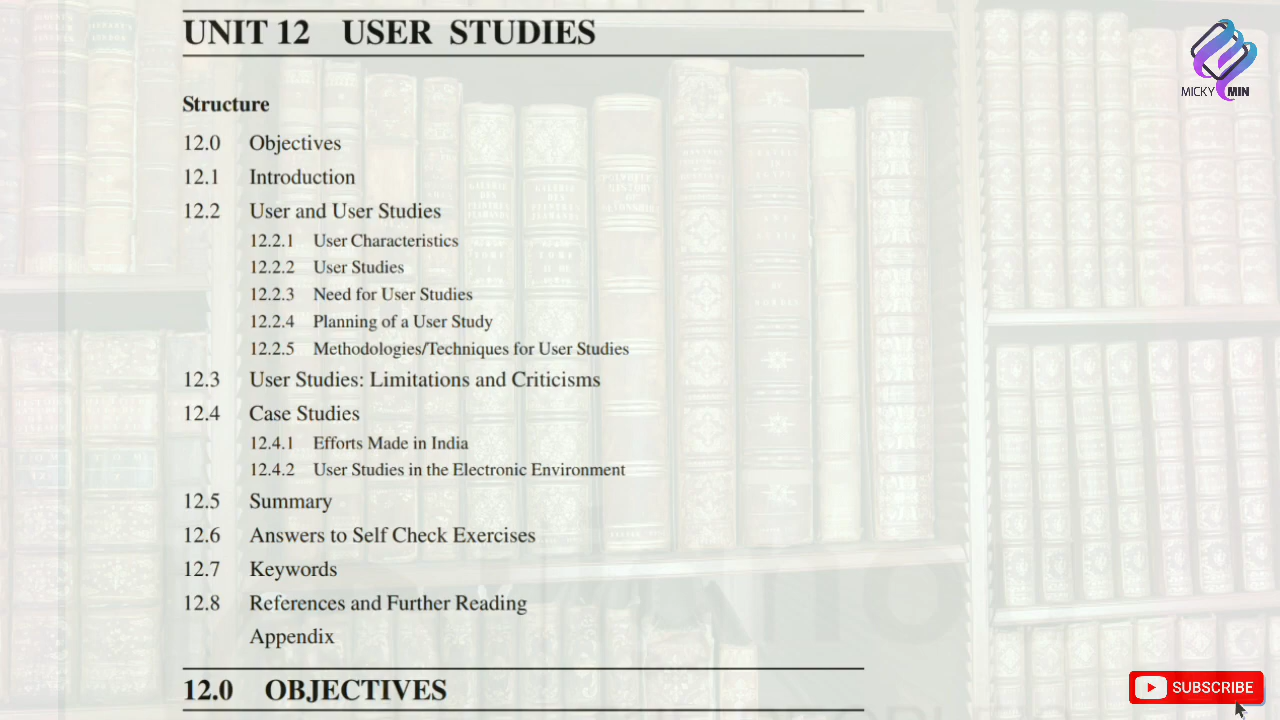 UNIT 12 USER STUDIES
Structure
12.0 Objectives
12.1 Introduction
12.2 User and User Studies
12.2.1 User Characteristics
12.2.2 User Studies
12.2.3 Need for User Studies
12.2.4 Planning of a User Study
12.2.5 Methodologies/Techniques for User Studies
12.3 User Studies: Limitations and Criticisms
12.4 Case Studies
12.4.1 Efforts Made in India
12.4.2 User Studies in the Electronic Environment
12.5 Summary
12.6 Answers to Self Check Exercises
12.7 Keywords
12.8 References and Further Reading
Appendix
12.0 OBJECTIVES
MICKY MIN
SUBSCRIBE